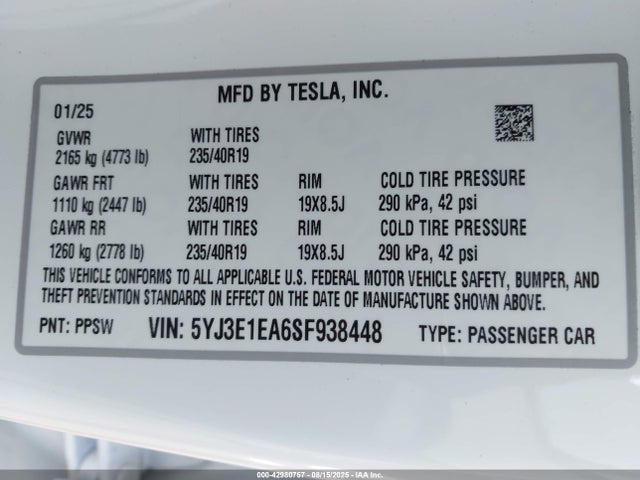 MFD BY TESLA, INC.
01/25
GVWR WITH TIRES
2165 kg (4773 lb) 235/40R19
GAWR FRT WITH TIRES RIM COLD TIRE PRESSURE
1110 kg (2447 lb) 235/40R19 19X8.5J 290 kPa, 42 psi
GAWR RR WITH TIRES RIM COLD TIRE PRESSURE
1260 kg (2778 lb) 235/40R19 19X8.5J 290 kPa, 42 psi
THIS VEHICLE CONFORMS TO ALL APPLICABLE U.S. FEDERAL MOTOR VEHICLE SAFETY, BUMPER, AND
THEFT PREVENTION STANDARDS IN EFFECT ON THE DATE OF MANUFACTURE SHOWN ABOVE.
PNT: PPSW VIN: 5YJ3E1EA6SF938448 TYPE: PASSENGER CAR
000-42980767 - 08/15/2025 - IAA Inc.